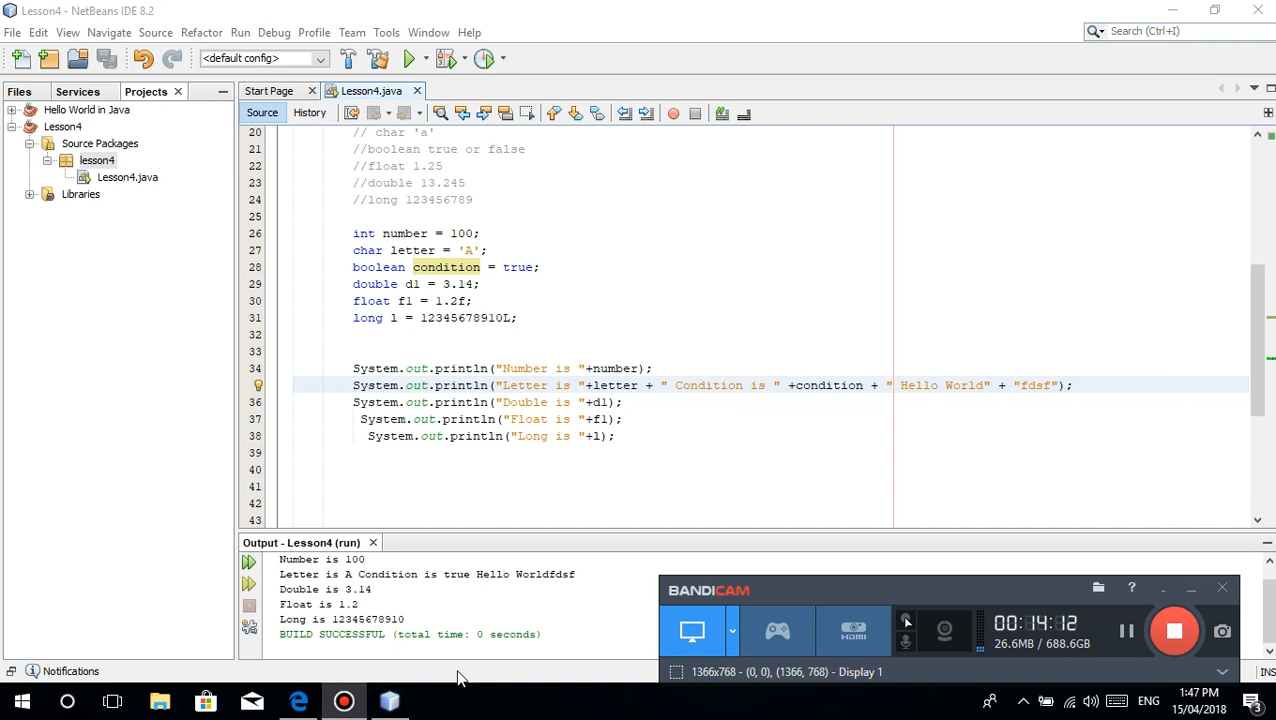 Lesson4 - NetBeans IDE 8.2
File Edit View Navigate Source Refactor Run Debug Profile Team Tools Window Help
Search (Ctrl+I)
<default config>
Files Services Projects
Start Page Lesson4.java
Hello World in Java
Lesson4
Source Packages
lesson4
Lesson4.java
Libraries
Source History
20 // char 'a'
21 //boolean true or false
22 //float 1.25
23 //double 13.245
24 //long 123456789
25
26 int number = 100;
27 char letter = 'A';
28 boolean condition = true;
29 double d1 = 3.14;
30 float f1 = 1.2f;
31 long l = 12345678910L;
32
33
34 System.out.println("Number is "+number);
System.out.println("Letter is "+letter + " Condition is " +condition + " Hello World" + "fdsf");
36 System.out.println("Double is "+d1);
37 System.out.println("Float is "+f1);
38 System.out.println("Long is "+l);
39
40
41
42
43
Output - Lesson4 (run)
Number is 100
Letter is A Condition is true Hello Worldfdsf
Double is 3.14
Float is 1.2
Long is 12345678910
BUILD SUCCESSFUL (total time: 0 seconds)
BANDICAM
?
HDMI
00:14:12
26.6MB / 688.6GB
1366x768 - (0, 0), (1366, 768) - Display 1
Notifications
INS
ENG
1:47 PM
15/04/2018
3